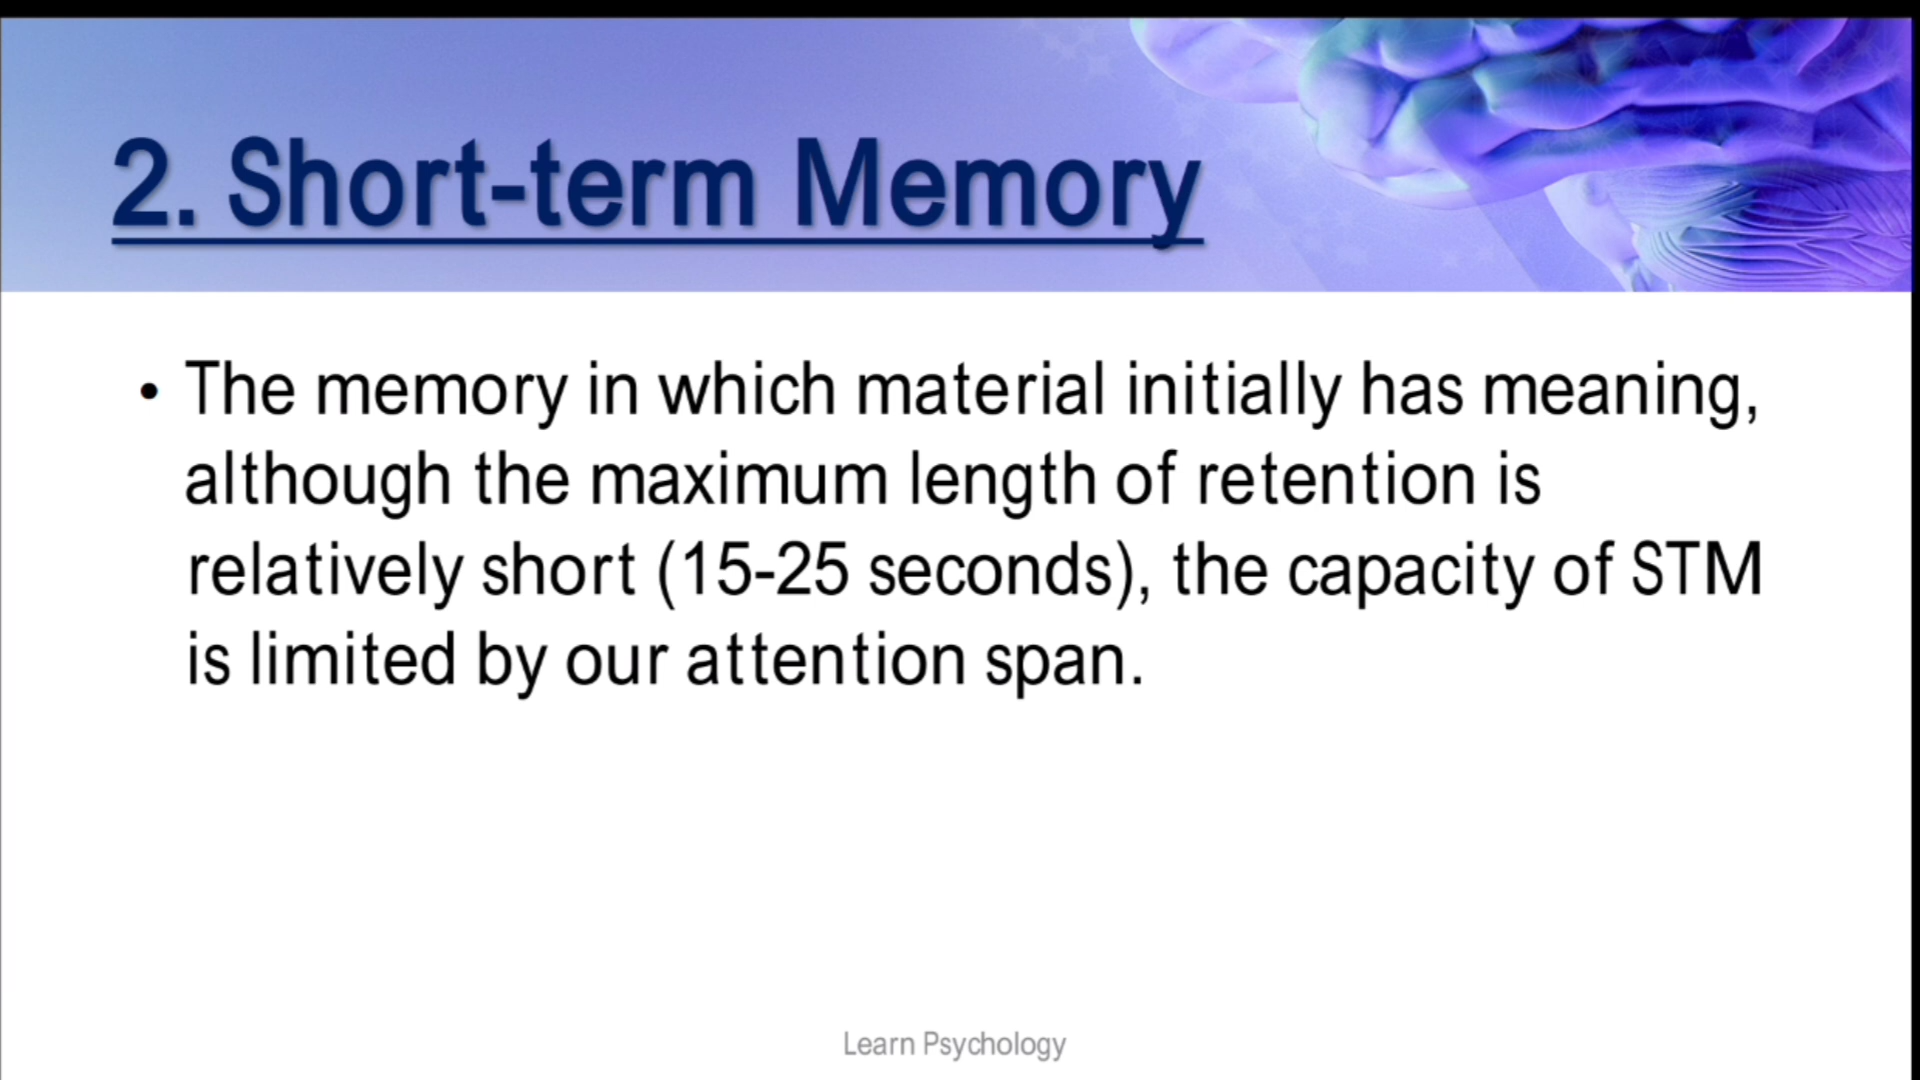 2. Short-term Memory
• The memory in which material initially has meaning,
although the maximum length of retention is
relatively short (15-25 seconds), the capacity of STM
is limited by our attention span.
Learn Psychology